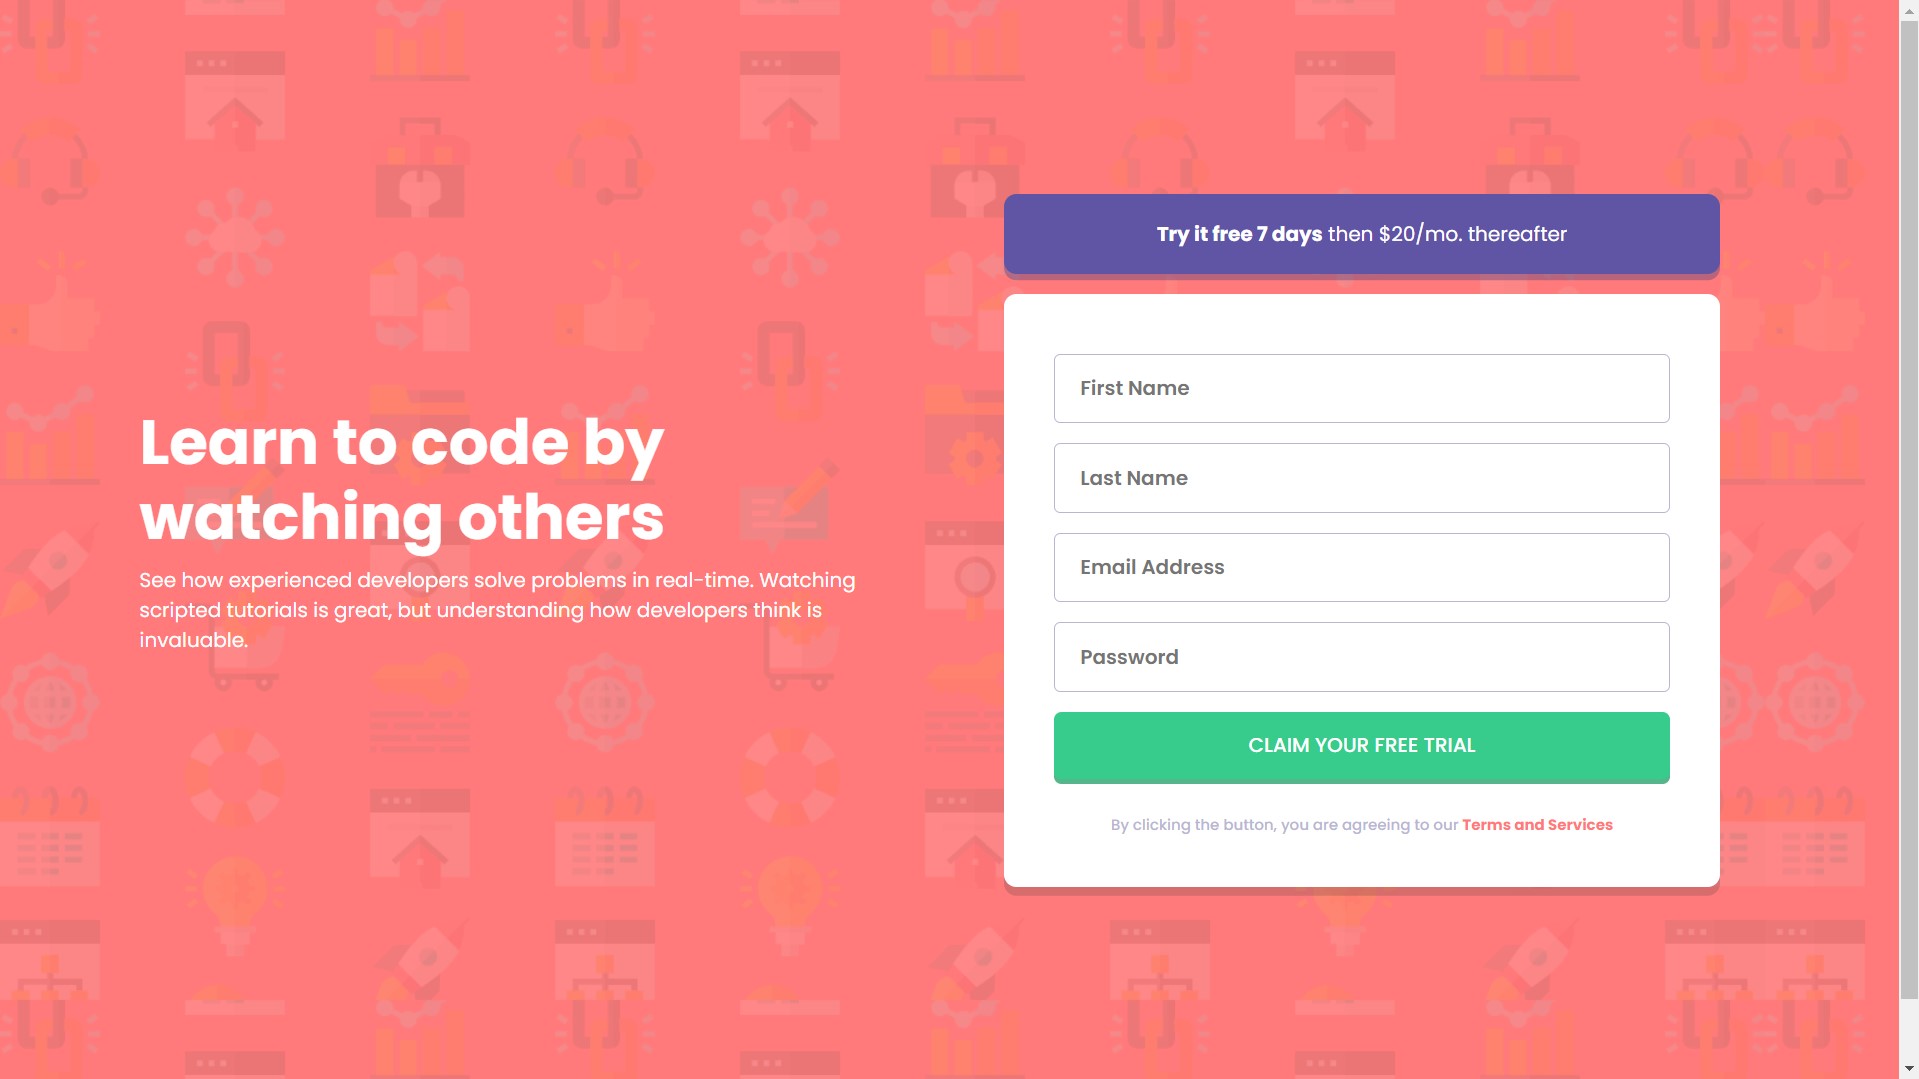 Learn to code by
watching others
See how experienced developers solve problems in real-time. Watching
scripted tutorials is great, but understanding how developers think is
invaluable.
Try it free 7 days then $20/mo. thereafter
First Name
Last Name
Email Address
Password
CLAIM YOUR FREE TRIAL
By clicking the button, you are agreeing to our Terms and Services